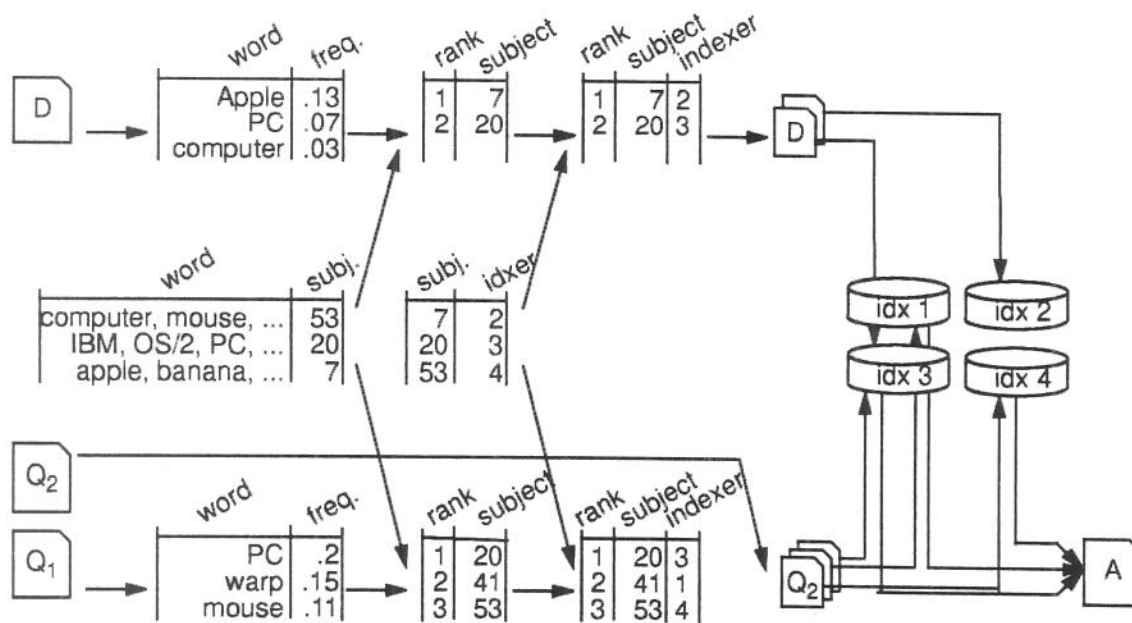 word freq. rank subject rank subject indexer
D Apple .13 1 7 1 7 2 D
PC .07 2 20 2 20 3
computer .03
word subj. subj. idxer
idx 1 idx 2
computer, mouse, ... 53 7 2
IBM, OS/2, PC, ... 20 20 3
apple, banana, ... 7 53 4 idx 3 idx 4
Q2
word freq. rank subject rank subject indexer
Q1 PC .2 1 20 1 20 3 Q2 A
warp .15 2 41 2 41 1
mouse .11 3 53 3 53 4